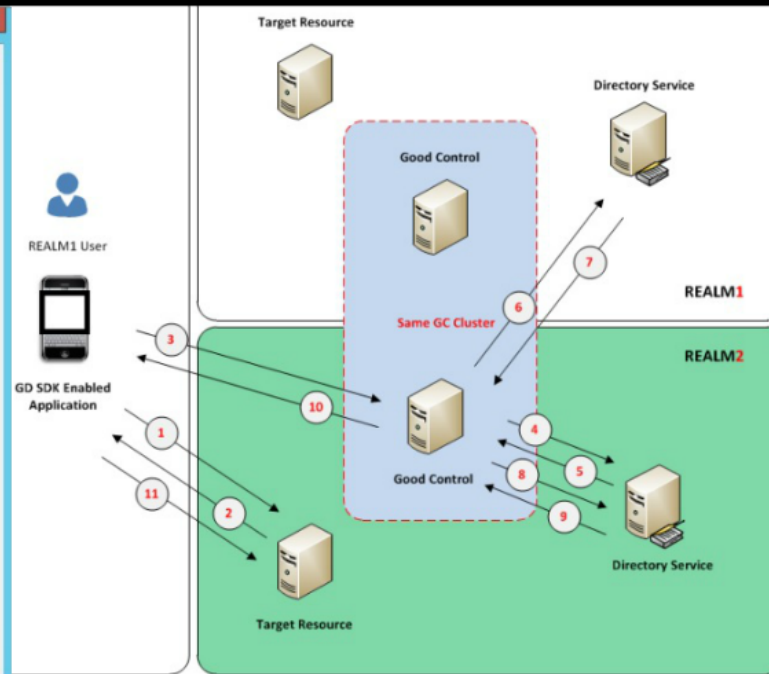 Target Resource
Directory Service
Good Control
REALM1 User
6
7
REALM1
Same GC Cluster
3
REALM2
GD SDK Enabled
Application
10
1
4
5
Good Control
8
11
2
9
Directory Service
Target Resource